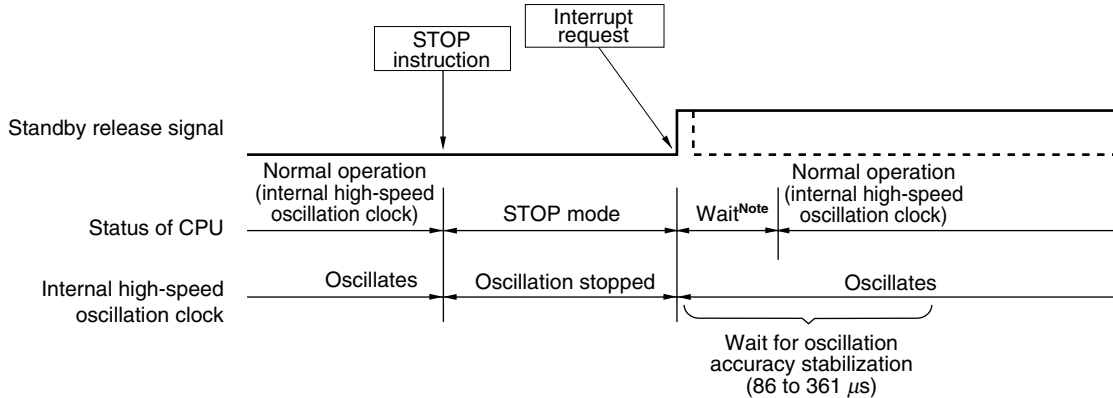 Interrupt
request
STOP
instruction
Standby release signal
Normal operation
(internal high-speed
oscillation clock)
Normal operation
(internal high-speed
oscillation clock)
Status of CPU
STOP mode
Wait^Note
Internal high-speed
oscillation clock
Oscillates
Oscillation stopped
Oscillates
Wait for oscillation
accuracy stabilization
(86 to 361 μs)